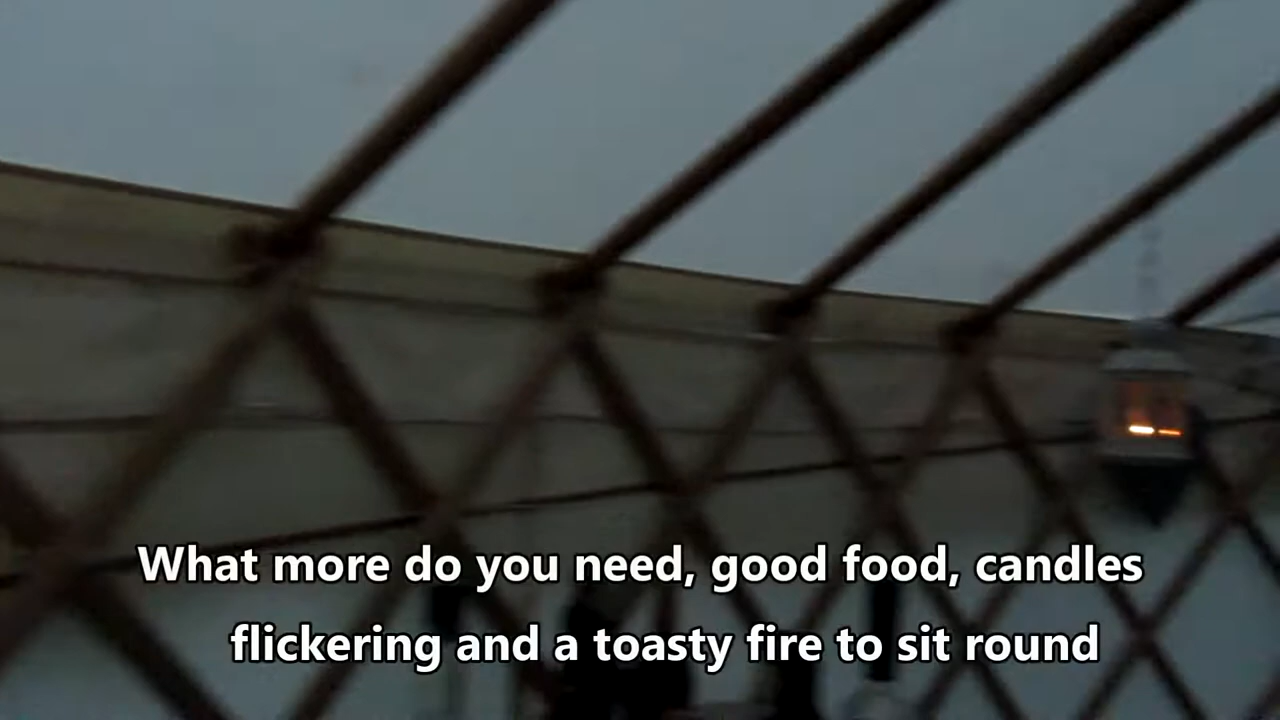 What more do you need, good food, candles
flickering and a toasty fire to sit round